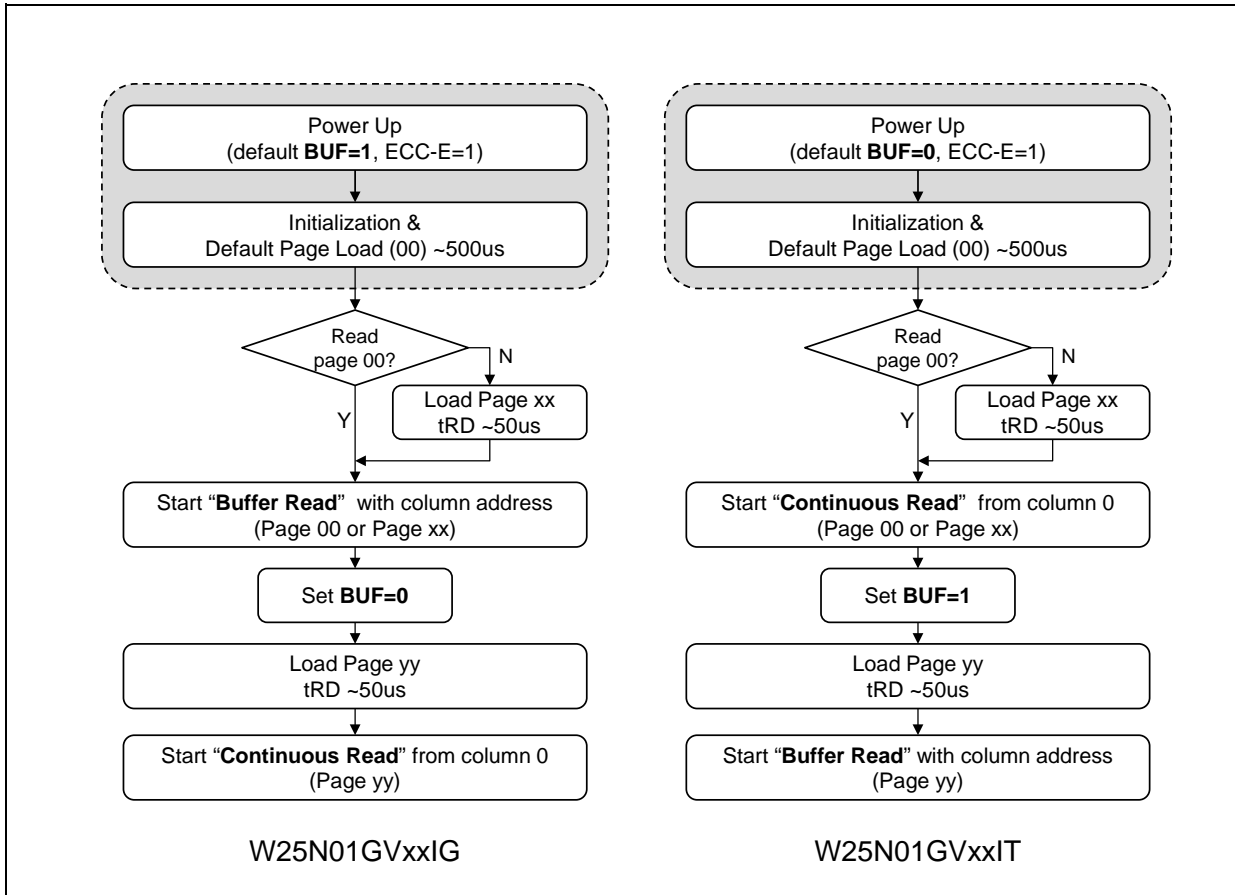 Power Up
(default BUF=1, ECC-E=1)
Initialization &
Default Page Load (00) ~500us
Read
page 00?
N
Y
Load Page xx
tRD ~50us
Start “Buffer Read” with column address
(Page 00 or Page xx)
Set BUF=0
Load Page yy
tRD ~50us
Start “Continuous Read” from column 0
(Page yy)
W25N01GVxxIG
Power Up
(default BUF=0, ECC-E=1)
Initialization &
Default Page Load (00) ~500us
Read
page 00?
N
Y
Load Page xx
tRD ~50us
Start “Continuous Read” from column 0
(Page 00 or Page xx)
Set BUF=1
Load Page yy
tRD ~50us
Start “Buffer Read” with column address
(Page yy)
W25N01GVxxIT